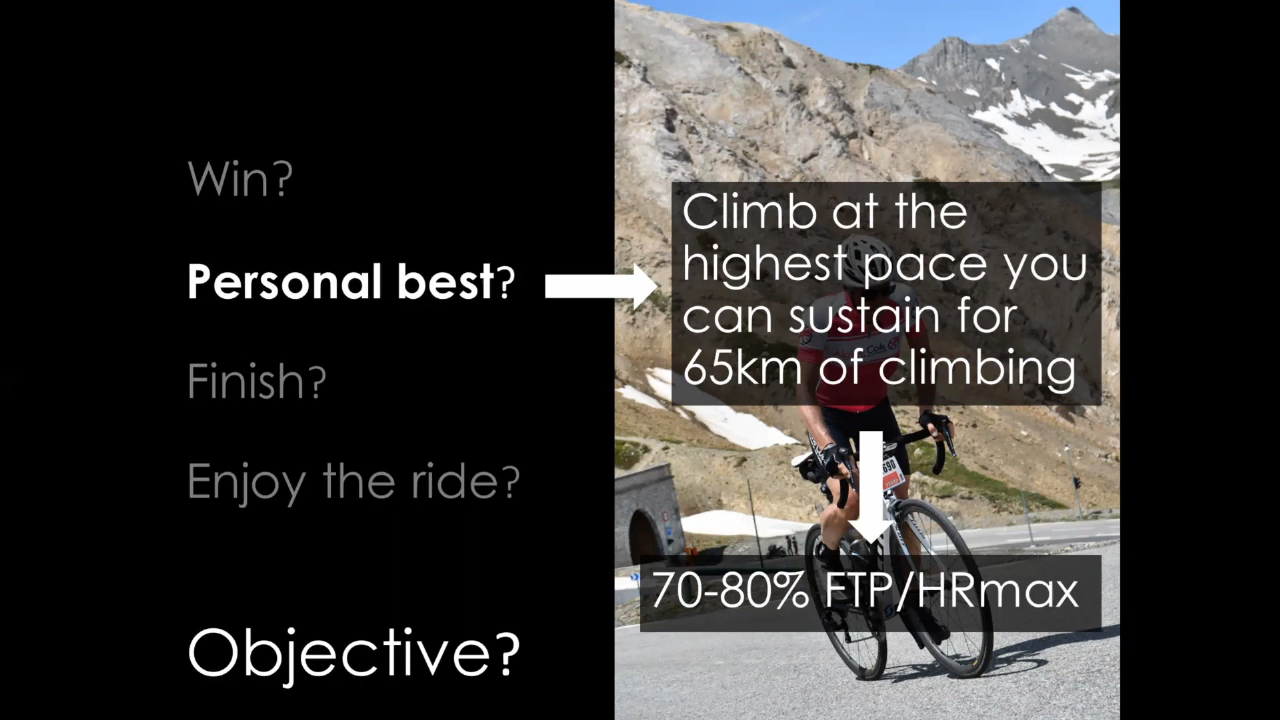 Win?
Personal best?
Finish?
Enjoy the ride?
Objective?
Climb at the
highest pace you
can sustain for
65km of climbing
70-80% FTP/HRmax
690